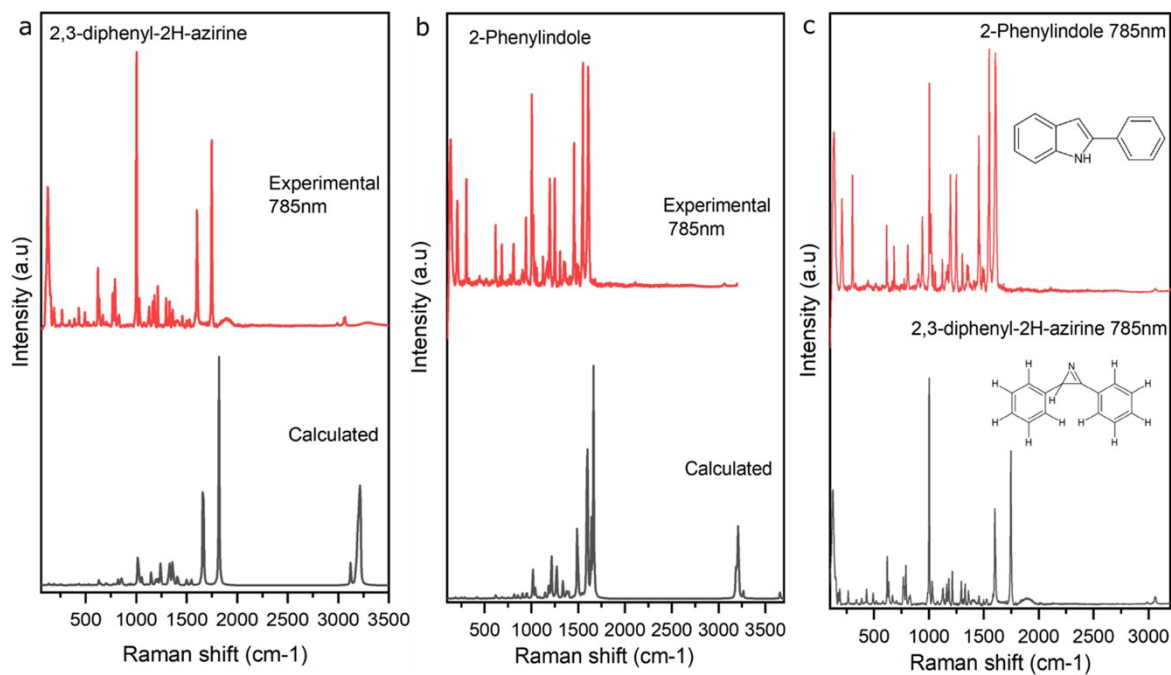 a
2,3-diphenyl-2H-azirine
Experimental
785nm
Calculated
Intensity (a.u)
500 1000 1500 2000 2500 3000 3500
Raman shift (cm-1)
b
2-Phenylindole
Experimental
785nm
Calculated
Intensity (a.u)
500 1000 1500 2000 2500 3000 3500
Raman shift (cm-1)
c
2-Phenylindole 785nm
NH
2,3-diphenyl-2H-azirine 785nm
N
H H H H
H H H
H H H H
Intensity (a.u)
500 1000 1500 2000 2500 3000
Raman shift (cm-1)